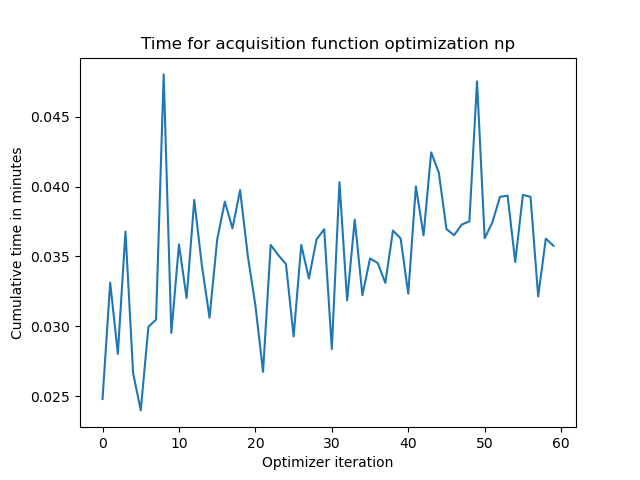 Time for acquisition function optimization np
Cumulative time in minutes
0.045
0.040
0.035
0.030
0.025
0 10 20 30 40 50 60
Optimizer iteration